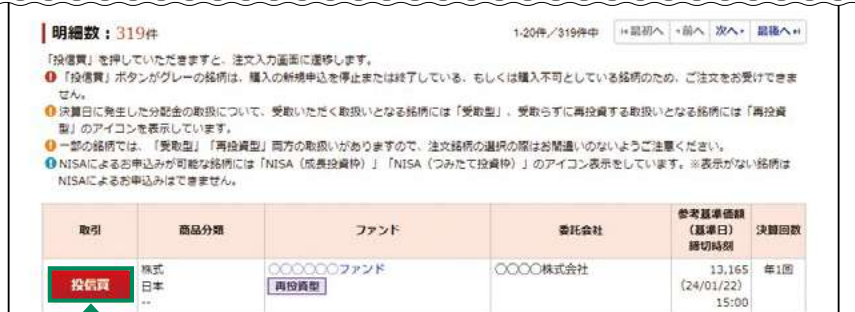 明細数：319件
1-20件／319件中 最初へ 前へ 次へ 最後へ
「投信買」を押していただきますと、注文入力画面に遷移します。
「投信買」ボタンがグレーの銘柄は、購入の新規申込を停止または終了している、もしくは購入不可としている銘柄のため、ご注文をお受けできま
せん。
決算日に発生した分配金の取扱について、受取いただく取扱いとなる銘柄には「受取型」、受取らずに再投資する取扱いとなる銘柄には「再投資
型」のアイコンを表示しています。
一部の銘柄では、「受取型」「再投資型」両方の取扱いがありますので、注文銘柄の選択の際はお間違いのないようご注意ください。
NISAによるお申込みが可能な銘柄には「NISA（成長投資枠）」「NISA（つみたて投資枠）」のアイコン表示をしています。※表示がない銘柄は
NISAによるお申込みはできません。
取引 商品分類 ファンド 委託会社 参考基準価額
（基準日）
締切時刻 決算回数
投信買 株式
日本
--
〇〇〇〇〇〇ファンド
再投資型
〇〇〇〇株式会社
13,165
(24/01/22)
15:00
年1回